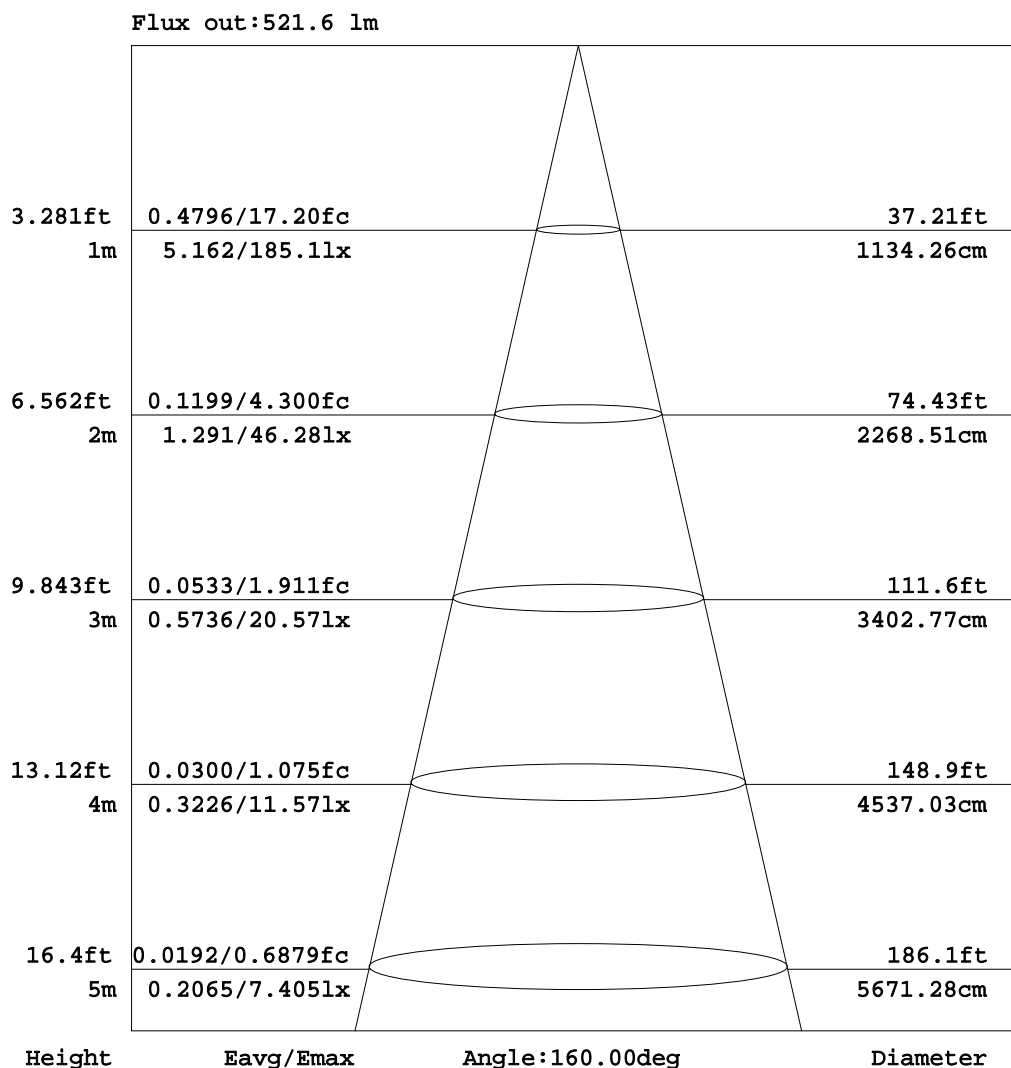 Flux out:521.6 lm
3.281ft 0.4796/17.20fc 37.21ft
1m 5.162/185.1lx 1134.26cm
6.562ft 0.1199/4.300fc 74.43ft
2m 1.291/46.28lx 2268.51cm
9.843ft 0.0533/1.911fc 111.6ft
3m 0.5736/20.57lx 3402.77cm
13.12ft 0.0300/1.075fc 148.9ft
4m 0.3226/11.57lx 4537.03cm
16.4ft 0.0192/0.6879fc 186.1ft
5m 0.2065/7.405lx 5671.28cm
Height Eavg/Emax Angle:160.00deg Diameter